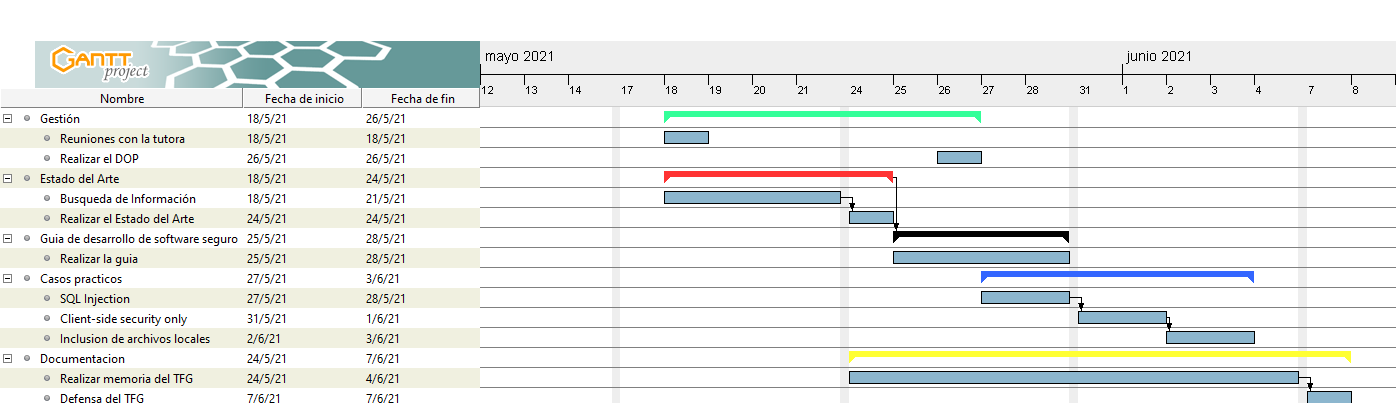 GANTT project
mayo 2021 junio 2021
12 13 14 17 18 19 20 21 24 25 26 27 28 31 1 2 3 4 7 8
Nombre Fecha de inicio Fecha de fin
Gestión 18/5/21 26/5/21
Reuniones con la tutora 18/5/21 18/5/21
Realizar el DOP 26/5/21 26/5/21
Estado del Arte 18/5/21 24/5/21
Busqueda de Información 18/5/21 21/5/21
Realizar el Estado del Arte 24/5/21 24/5/21
Guia de desarrollo de software seguro 25/5/21 28/5/21
Realizar la guia 25/5/21 28/5/21
Casos practicos 27/5/21 3/6/21
SQL Injection 27/5/21 28/5/21
Client-side security only 31/5/21 1/6/21
Inclusion de archivos locales 2/6/21 3/6/21
Documentacion 24/5/21 7/6/21
Realizar memoria del TFG 24/5/21 4/6/21
Defensa del TFG 7/6/21 7/6/21